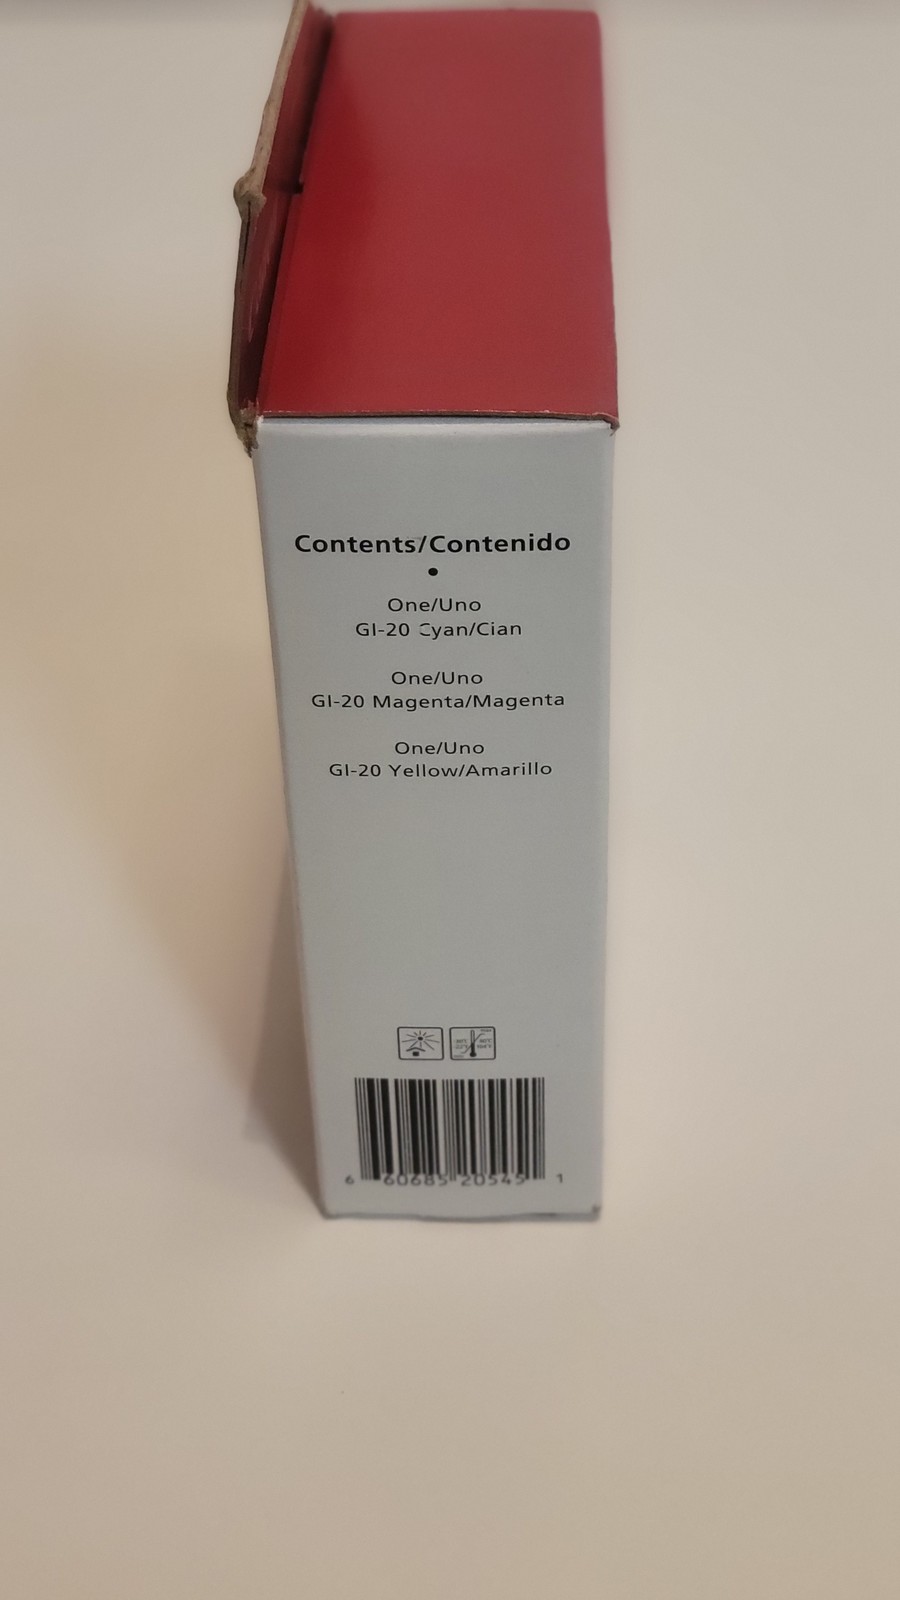 Contents/Contenido
•
One/Uno
GI-20 Cyan/Cian
One/Uno
GI-20 Magenta/Magenta
One/Uno
GI-20 Yellow/Amarillo
6 60685 20545 1